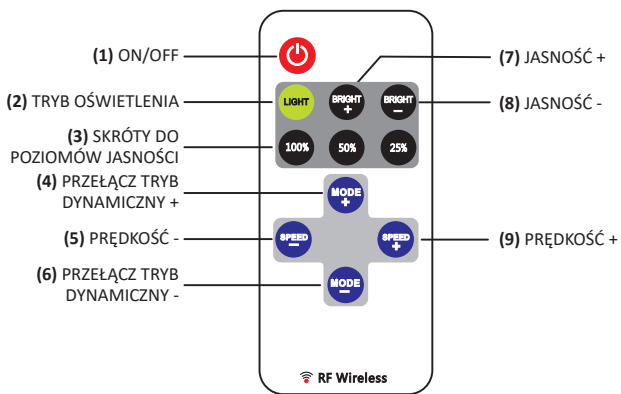 (1) ON/OFF
(2) TRYB OŚWIETLENIA
(3) SKRÓTY DO
POZIOMÓW JASNOŚCI
(4) PRZEŁĄCZ TRYB
DYNAMICZNY +
(5) PRĘDKOŚĆ -
(6) PRZEŁĄCZ TRYB
DYNAMICZNY -
(7) JASNOŚĆ +
(8) JASNOŚĆ -
(9) PRĘDKOŚĆ +
LIGHT
BRIGHT
+
BRIGHT
−
100%
50%
25%
MODE
+
SPEED
−
SPEED
+
MODE
−
RF Wireless